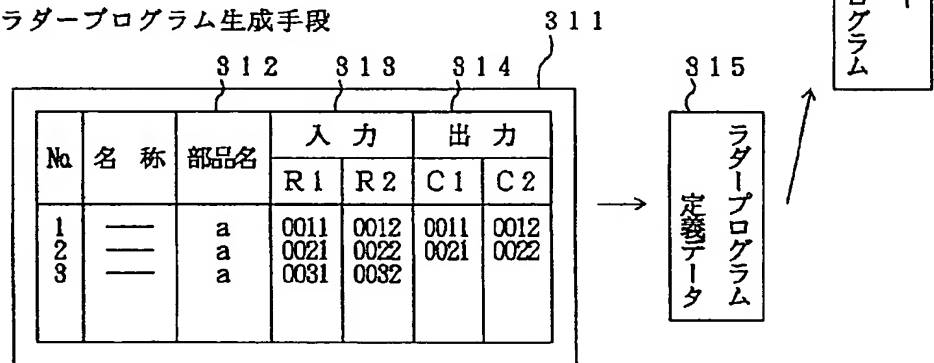 ラダープログラム生成手段
311
312 313 314 315
No. 名称 部品名 入力 出力
R1 R2 C1 C2
1 ―― a 0011 0012 0011 0012
2 ―― a 0021 0022 0021 0022
3 ―― a 0031 0032
ラダープログラム
定義データ
ログラム